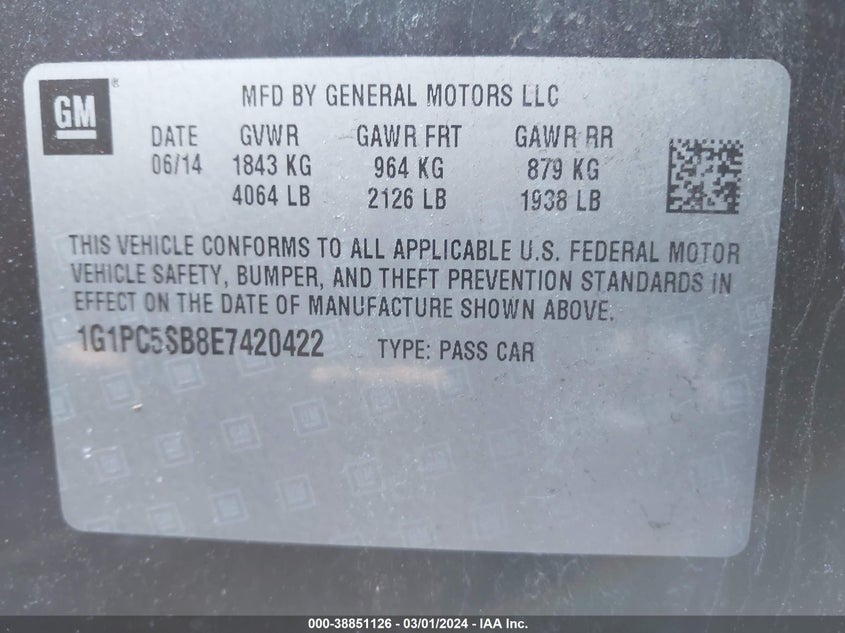 GM
®
MFD BY GENERAL MOTORS LLC
DATE GVWR GAWR FRT GAWR RR
06/14 1843 KG 964 KG 879 KG
4064 LB 2126 LB 1938 LB
THIS VEHICLE CONFORMS TO ALL APPLICABLE U.S. FEDERAL MOTOR
VEHICLE SAFETY, BUMPER, AND THEFT PREVENTION STANDARDS IN
EFFECT ON THE DATE OF MANUFACTURE SHOWN ABOVE.
1G1PC5SB8E7420422 TYPE: PASS CAR
000-38851126 - 03/01/2024 - IAA Inc.